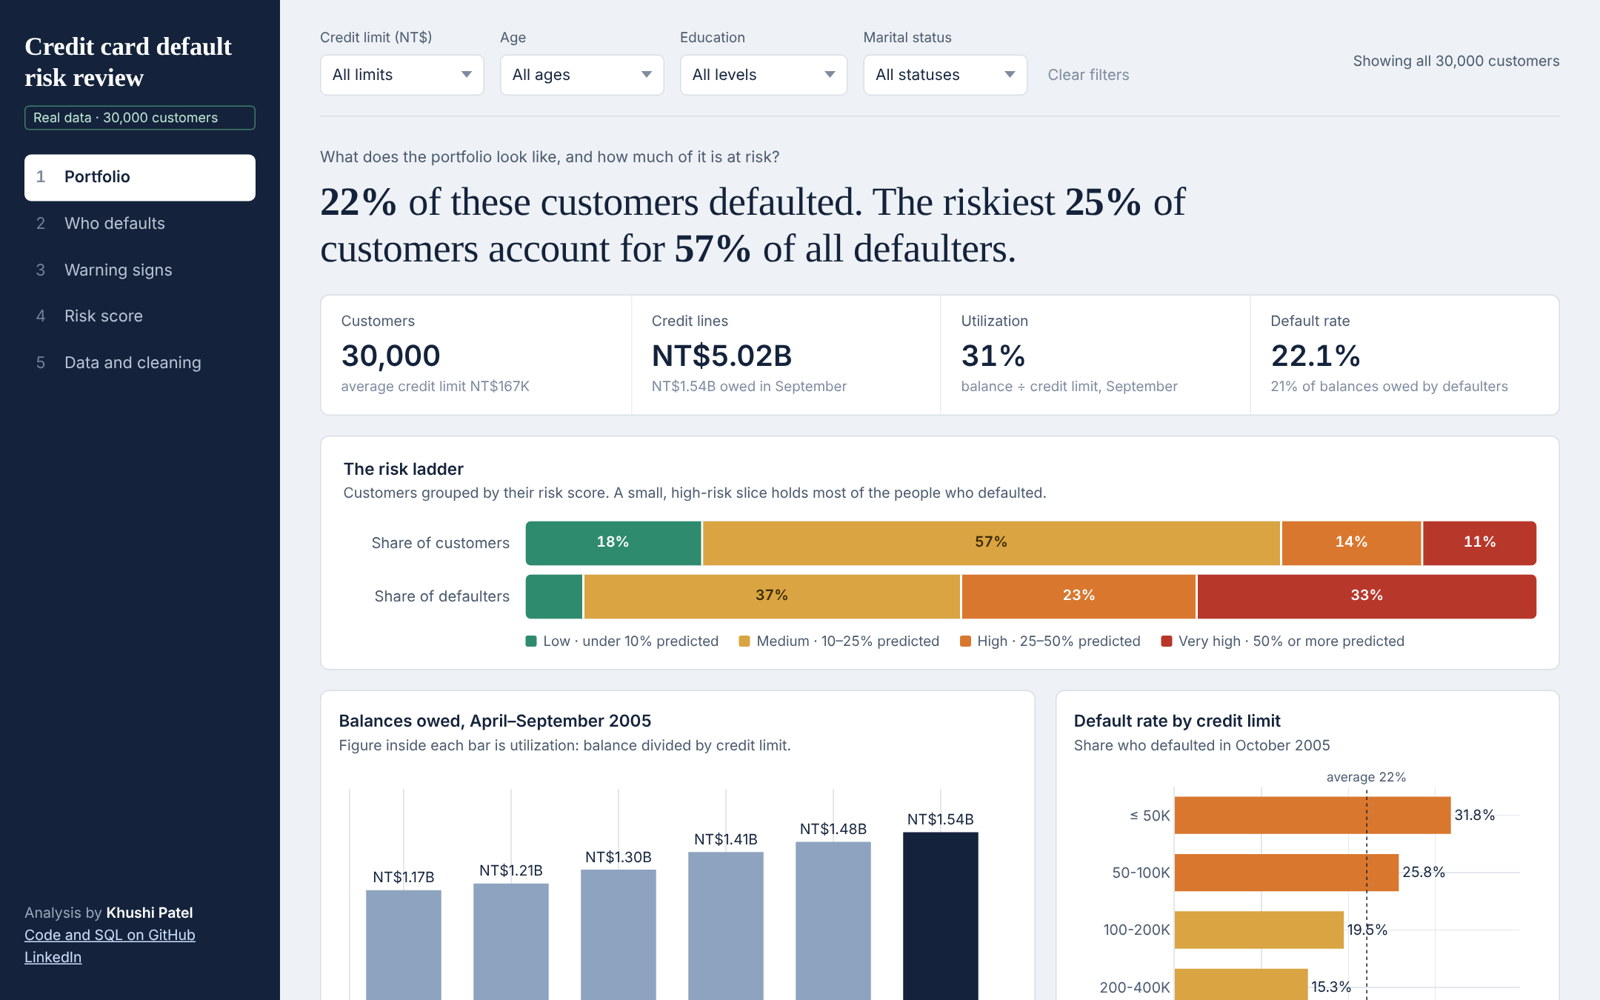 Credit card default
risk review
Real data · 30,000 customers
1 Portfolio
2 Who defaults
3 Warning signs
4 Risk score
5 Data and cleaning
Analysis by Khushi Patel
Code and SQL on GitHub
LinkedIn
Credit limit (NT$) Age Education Marital status
All limits All ages All levels All statuses Clear filters
Showing all 30,000 customers
What does the portfolio look like, and how much of it is at risk?
22% of these customers defaulted. The riskiest 25% of
customers account for 57% of all defaulters.
Customers
30,000
average credit limit NT$167K
Credit lines
NT$5.02B
NT$1.54B owed in September
Utilization
31%
balance ÷ credit limit, September
Default rate
22.1%
21% of balances owed by defaulters
The risk ladder
Customers grouped by their risk score. A small, high-risk slice holds most of the people who defaulted.
Share of customers 18% 57% 14% 11%
Share of defaulters 37% 23% 33%
Low · under 10% predicted Medium · 10–25% predicted High · 25–50% predicted Very high · 50% or more predicted
Balances owed, April–September 2005
Figure inside each bar is utilization: balance divided by credit limit.
NT$1.17B NT$1.21B NT$1.30B NT$1.41B NT$1.48B NT$1.54B
Default rate by credit limit
Share who defaulted in October 2005
average 22%
≤ 50K 31.8%
50-100K 25.8%
100-200K 19.5%
200-400K 15.3%